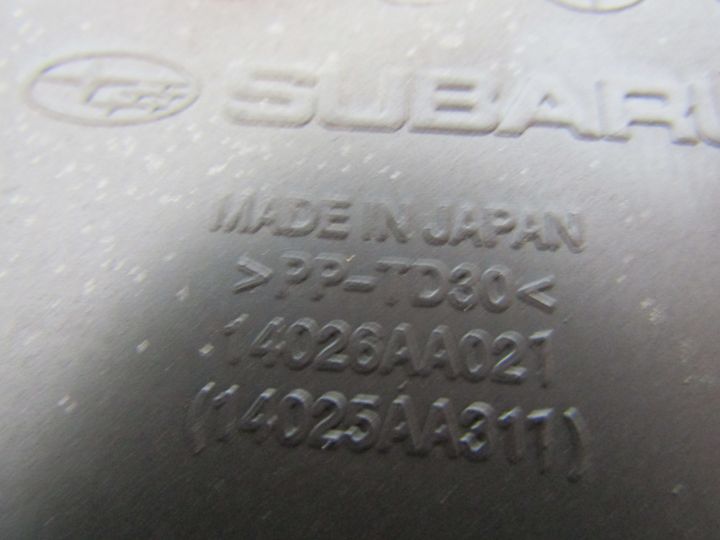 SUBARU
MADE IN JAPAN
>PP-TD30<
14026AA021
(14025AA311)